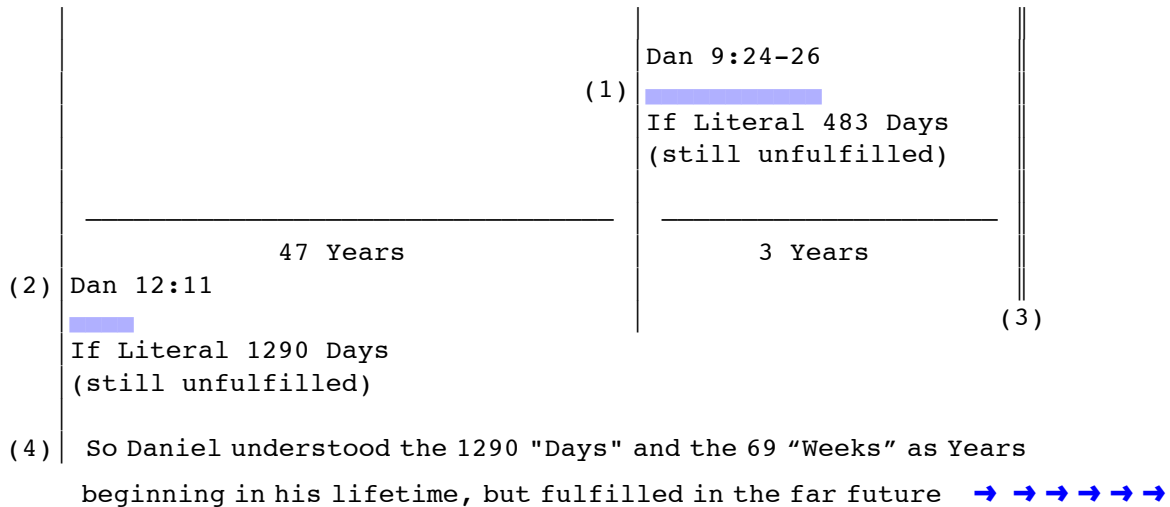 Dan 9:24-26
(1)
If Literal 483 Days
(still unfulfilled)
47 Years 3 Years
(2) Dan 12:11
(3)
If Literal 1290 Days
(still unfulfilled)
(4) So Daniel understood the 1290 "Days" and the 69 “Weeks” as Years
beginning in his lifetime, but fulfilled in the far future → → → → → →